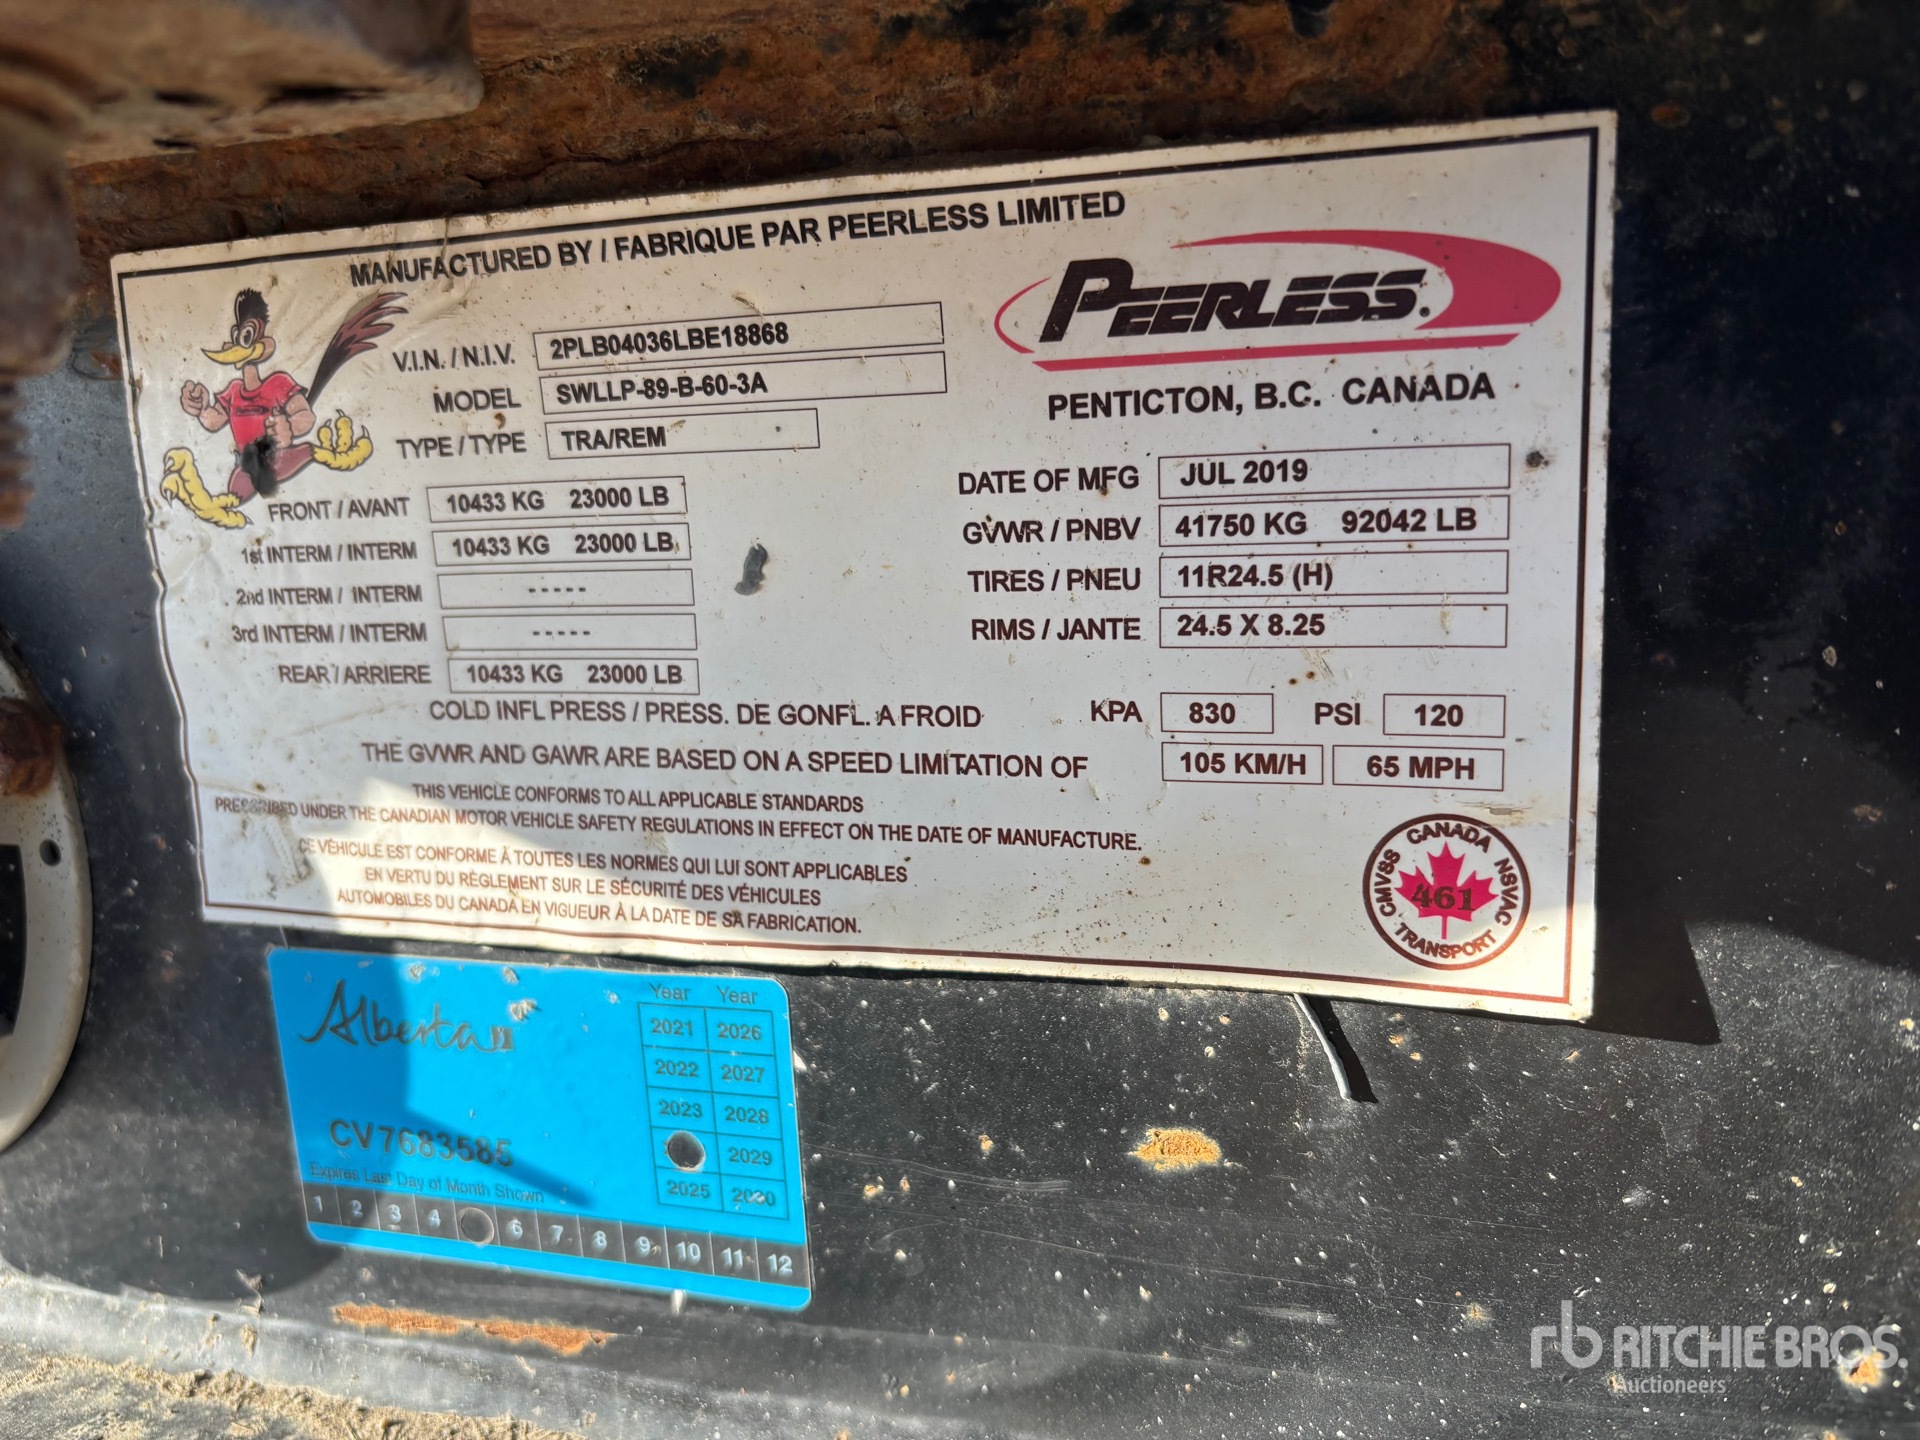 MANUFACTURED BY / FABRIQUE PAR PEERLESS LIMITED
PEERLESS.
PENTICTON, B.C. CANADA
V.I.N. / N.I.V. 2PLB04036LBE18868
MODEL SWLLP-89-B-60-3A
TYPE / TYPE TRA/REM
FRONT / AVANT 10433 KG 23000 LB
1st INTERM / INTERM 10433 KG 23000 LB
2nd INTERM / INTERM -----
3rd INTERM / INTERM -----
REAR / ARRIERE 10433 KG 23000 LB
DATE OF MFG JUL 2019
GVWR / PNBV 41750 KG 92042 LB
TIRES / PNEU 11R24.5 (H)
RIMS / JANTE 24.5 X 8.25
COLD INFL PRESS / PRESS. DE GONFL. A FROID KPA 830 PSI 120
THE GVWR AND GAWR ARE BASED ON A SPEED LIMITATION OF 105 KM/H 65 MPH
THIS VEHICLE CONFORMS TO ALL APPLICABLE STANDARDS
PRESCRIBED UNDER THE CANADIAN MOTOR VEHICLE SAFETY REGULATIONS IN EFFECT ON THE DATE OF MANUFACTURE.
CE VÉHICULE EST CONFORME À TOUTES LES NORMES QUI LUI SONT APPLICABLES
EN VERTU DU RÈGLEMENT SUR LE SÉCURITÉ DES VÉHICULES
AUTOMOBILES DU CANADA EN VIGUEUR À LA DATE DE SA FABRICATION.
CANADA
CMVSS 461 NSVAC
TRANSPORT
Alberta
Year Year
2021 2026
2022 2027
2023 2028
2029
2025 2030
CV7683585
Expires Last Day of Month Shown
1 2 3 4 6 7 8 9 10 11 12
rb RITCHIE BROS.
Auctioneers